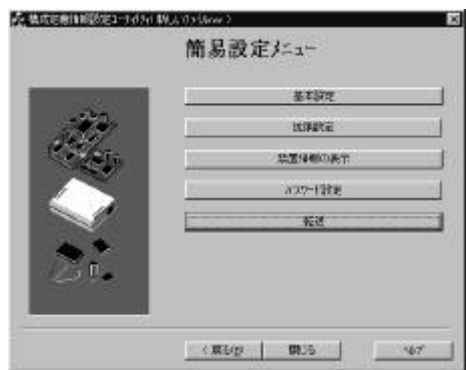 簡易設定メニュー
基本設定
拡張設定
装置情報の表示
パスワード設定
転送
< 戻る(B)
閉じる
ヘルプ